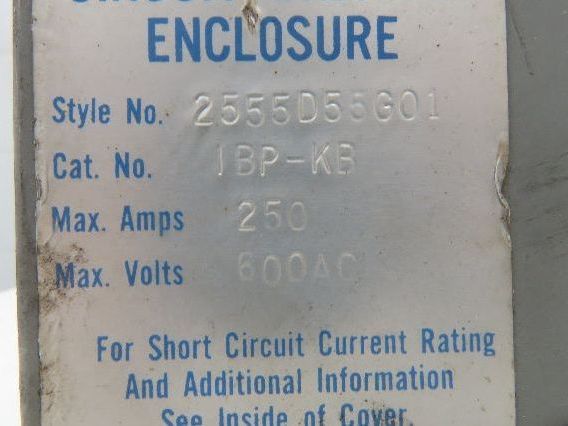 ENCLOSURE
Style No. 2555D55G01
Cat. No. IBP-KB
Max. Amps 250
Max. Volts 600AC
For Short Circuit Current Rating
And Additional Information
See Inside of Cover.